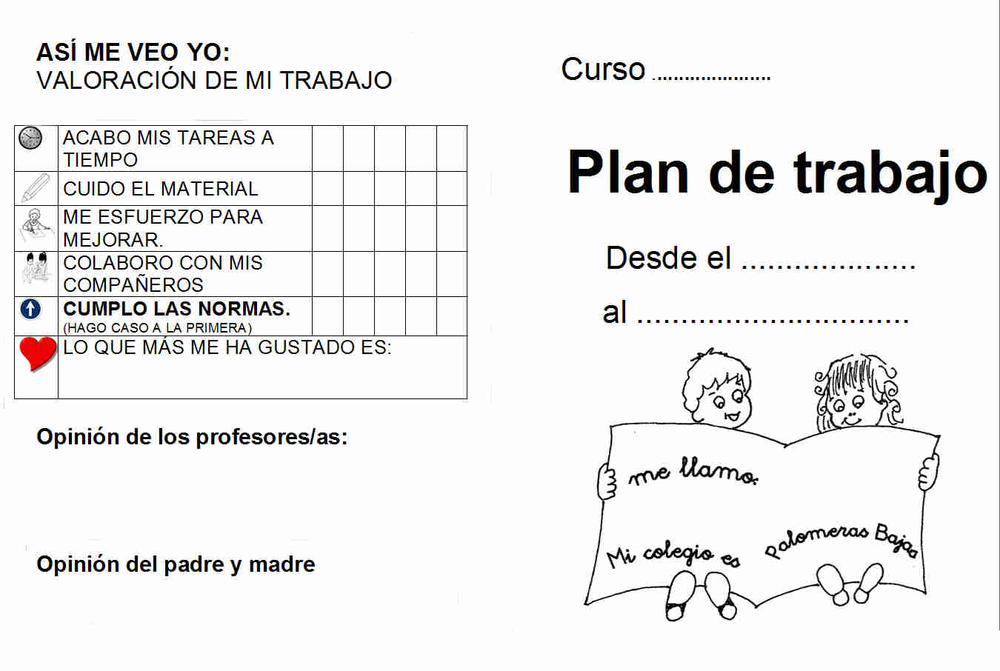 ASÍ ME VEO YO:
VALORACIÓN DE MI TRABAJO
ACABO MIS TAREAS A
TIEMPO
CUIDO EL MATERIAL
ME ESFUERZO PARA
MEJORAR.
COLABORO CON MIS
COMPAÑEROS
CUMPLO LAS NORMAS.
(HAGO CASO A LA PRIMERA)
LO QUE MÁS ME HA GUSTADO ES:
Opinión de los profesores/as:
Opinión del padre y madre
Curso .....................
Plan de trabajo
Desde el ....................
al ...............................
me llamo:
Mi colegio es
Palomeras Bajas